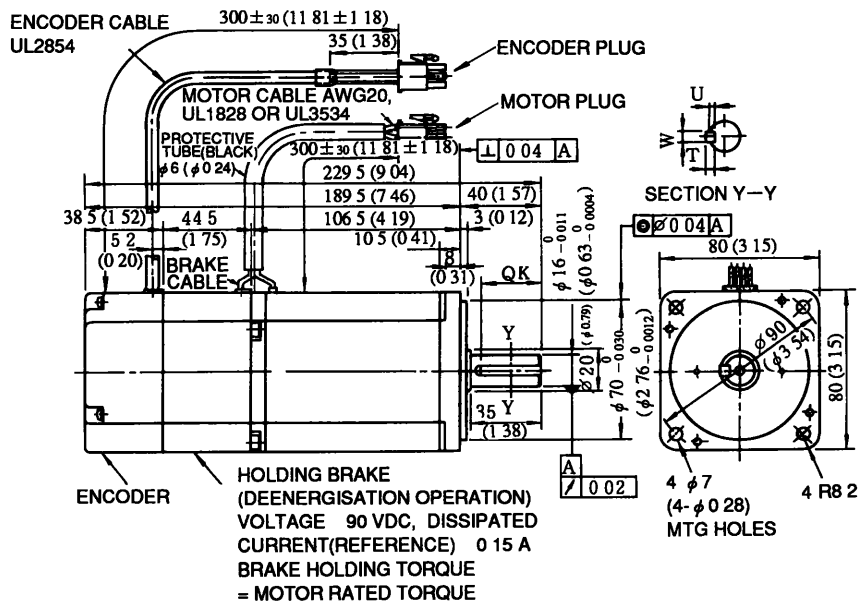 ENCODER CABLE
UL2854
300±30 (11 81±1 18)
35 (1 38)
ENCODER PLUG
MOTOR CABLE AWG20,
UL1828 OR UL3534
MOTOR PLUG
PROTECTIVE
TUBE(BLACK)
φ6 (φ0 24)
300±30 (11 81±1 18)
⊥ 0 04 A
229 5 (9 04)
189 5 (7 46)
40 (1 57)
38 5 (1 52)
44 5
(1 75)
106 5 (4 19)
3 (0 12)
5 2
(0 20)
10 5 (0 41)
8
(0 31)
BRAKE
CABLE
QK
φ16 0 -0 011
(φ0 63 0 -0 0004)
U
W
T
SECTION Y–Y
◎ ⌀ 0 04 A
80 (3 15)
Y
Y
⌀20 (φ0.79)
φ70 0 -0 030
(φ2 76 0 -0 0012)
⌀90
(φ3 54)
80 (3 15)
35
(1 38)
A
0 02
ENCODER
HOLDING BRAKE
(DEENERGISATION OPERATION)
VOLTAGE 90 VDC, DISSIPATED
CURRENT(REFERENCE) 0 15 A
BRAKE HOLDING TORQUE
= MOTOR RATED TORQUE
4 φ7
(4-φ0 28)
MTG HOLES
4 R8 2